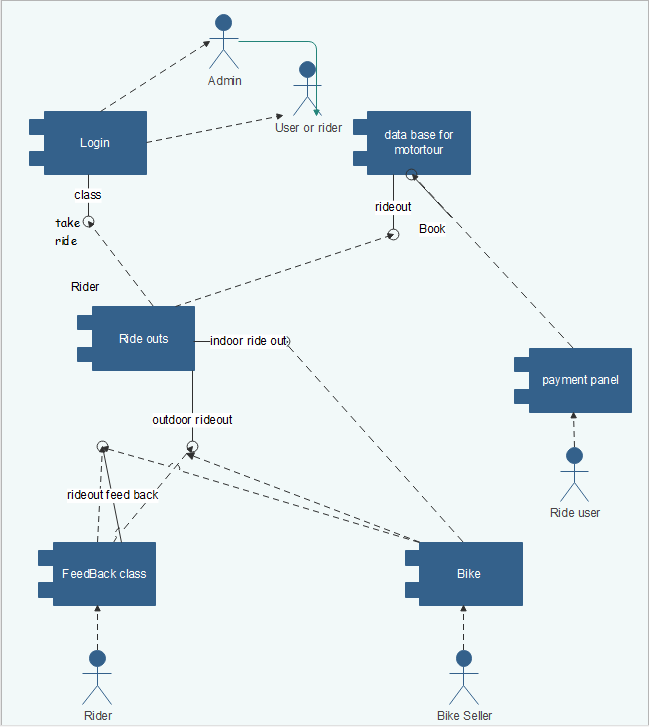 Admin
User or rider
Login
data base for
motortour
class
rideout
take
ride
Book
Rider
Ride outs
indoor ride out
payment panel
outdoor rideout
rideout feed back
Ride user
FeedBack class
Bike
Rider
Bike Seller